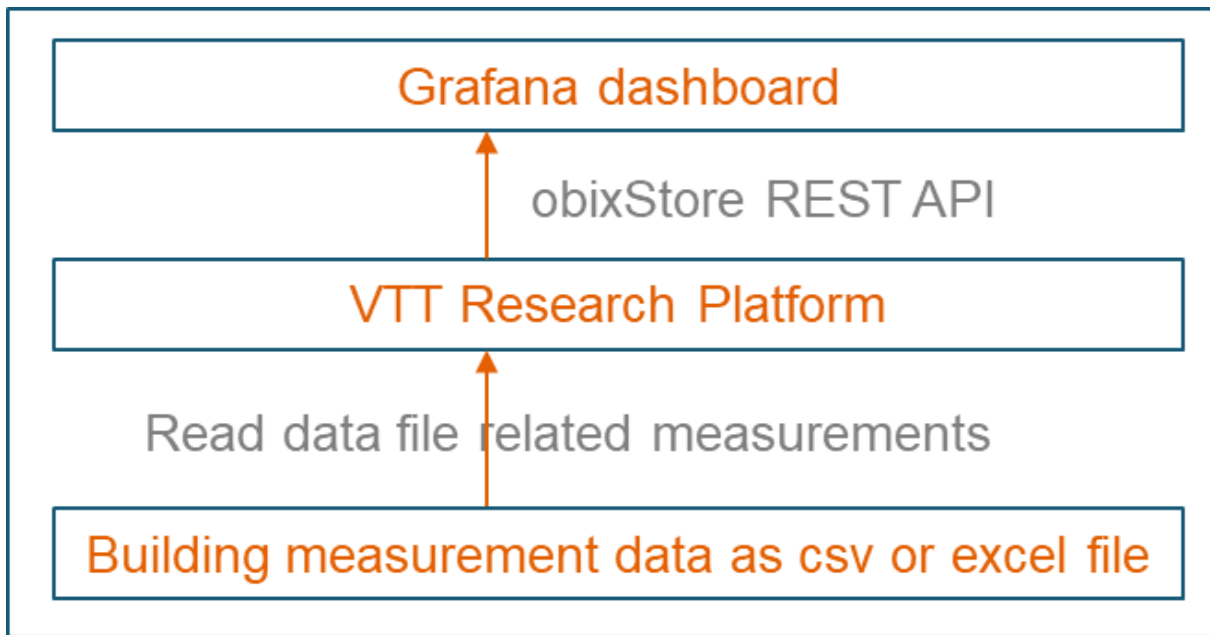 Grafana dashboard
obixStore REST API
VTT Research Platform
Read data file related measurements
Building measurement data as csv or excel file